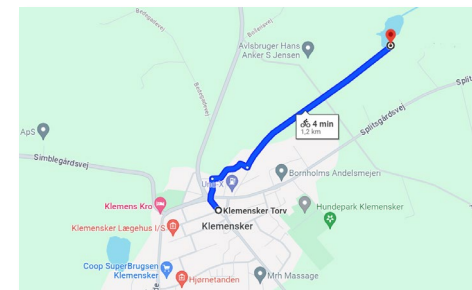 Avlsbruger Hans
Anker S Jensen
Bedegadevej
4 min
1,2 km
Splitsgårdsvej
ApS
Simblegårdsvej
Bornholms Andelsmejeri
Klemens Kro
Klemensker Torv
Hundepark Klemensker
Klemensker Lægehus I/S
Klemensker
Coop SuperBrugsen
Klemensker
Mrh Massage
Hjørnetanden